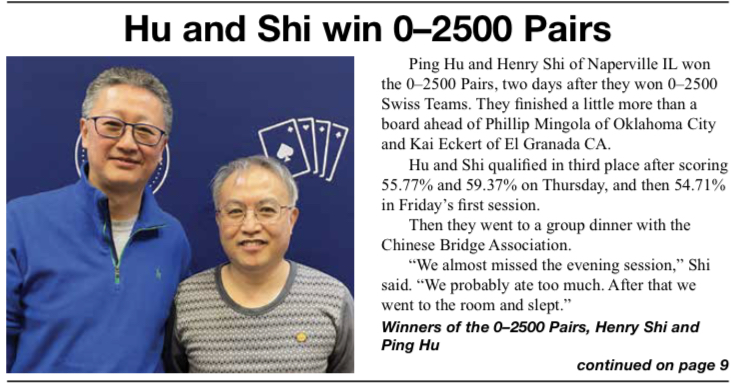 Hu and Shi win 0–2500 Pairs
Ping Hu and Henry Shi of Naperville IL won
the 0–2500 Pairs, two days after they won 0–2500
Swiss Teams. They finished a little more than a
board ahead of Phillip Mingola of Oklahoma City
and Kai Eckert of El Granada CA.
Hu and Shi qualified in third place after scoring
55.77% and 59.37% on Thursday, and then 54.71%
in Friday’s first session.
Then they went to a group dinner with the
Chinese Bridge Association.
“We almost missed the evening session,” Shi
said. “We probably ate too much. After that we
went to the room and slept.”
Winners of the 0–2500 Pairs, Henry Shi and
Ping Hu
continued on page 9